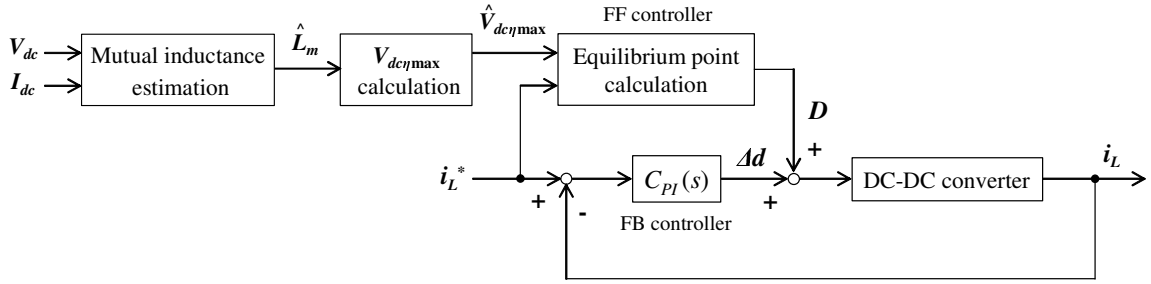 FF controller
V_dc
I_dc
Mutual inductance
estimation
L̂_m
V_dcηmax
calculation
V̂_dcηmax
Equilibrium point
calculation
D
+
i_L*
+
-
C_PI(s)
FB controller
Δd
+
DC-DC converter
i_L